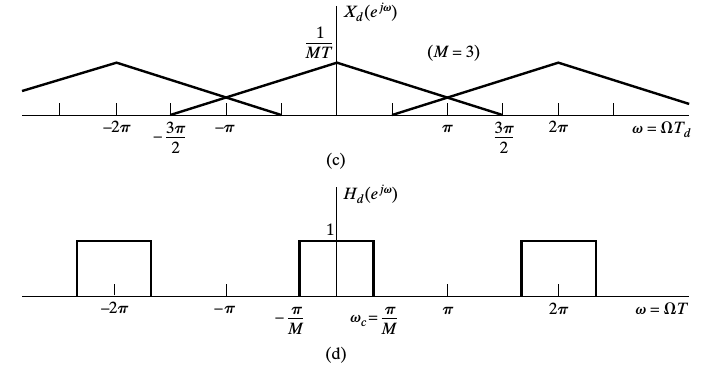 X_d(e^{jω})
1/MT
(M = 3)
−2π
−3π/2
−π
π
3π/2
2π
ω = ΩT_d
(c)
H_d(e^{jω})
1
−2π
−π
−π/M
ω_c = π/M
π
2π
ω = ΩT
(d)